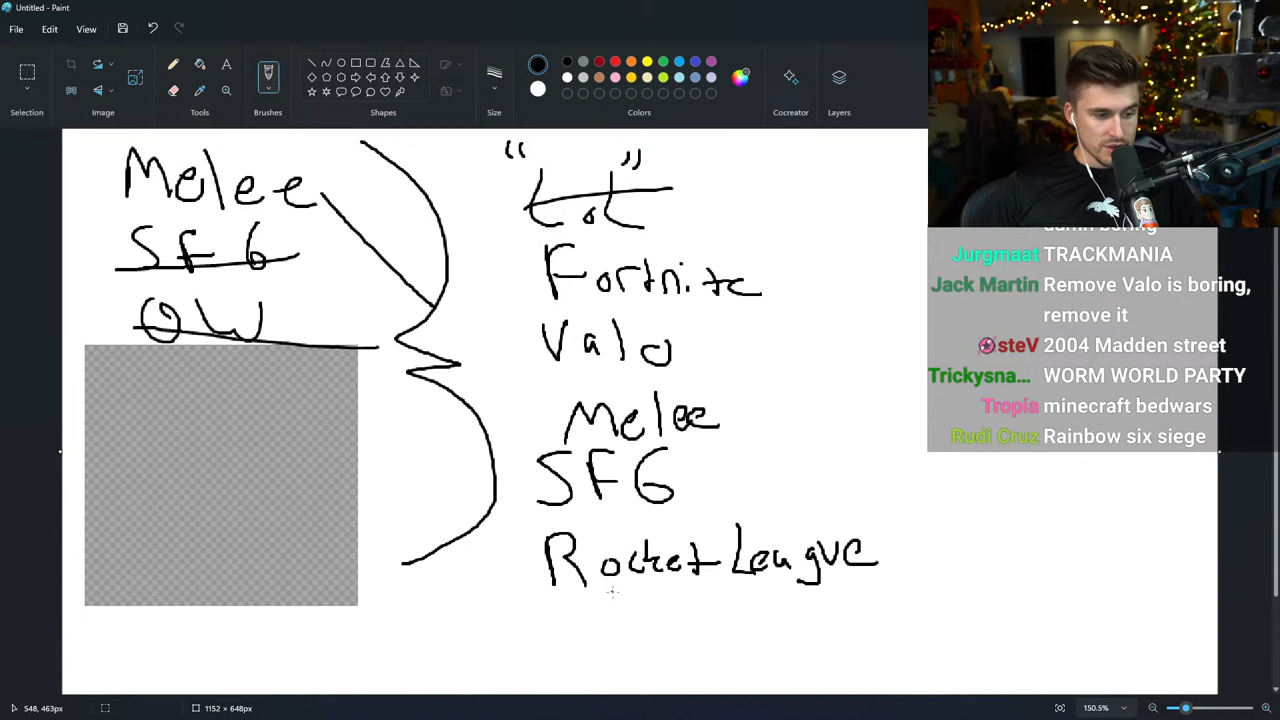 Untitled - Paint
File Edit View
Selection Image Tools Brushes Shapes Size Colors Cocreator Layers
Melee
SF6
OW
"LoL"
Fortnite
Valo
Melee
SF6
Rocket League
damn boring
Jurgmaat TRACKMANIA
Jack Martin Remove Valo is boring,
remove it
steV 2004 Madden street
Trickysna... WORM WORLD PARTY
Tropia minecraft bedwars
Rudi Cruz Rainbow six siege
548, 463px 1152 × 648px 150.5%